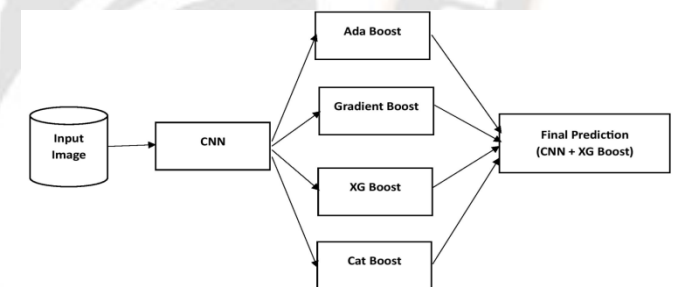 Input
Image
CNN
Ada Boost
Gradient Boost
XG Boost
Cat Boost
Final Prediction
(CNN + XG Boost)